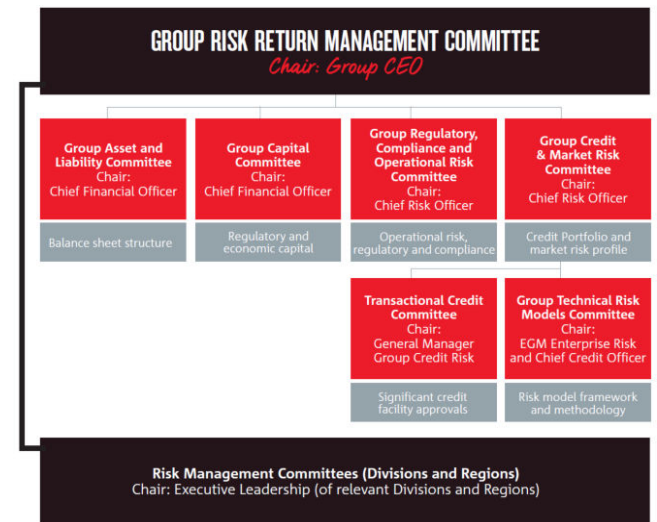 GROUP RISK RETURN MANAGEMENT COMMITTEE
Chair: Group CEO
Group Asset and
Liability Committee
Chair:
Chief Financial Officer
Balance sheet structure
Group Capital
Committee
Chair:
Chief Financial Officer
Regulatory and
economic capital
Group Regulatory,
Compliance and
Operational Risk
Committee
Chair:
Chief Risk Officer
Operational risk,
regulatory and compliance
Group Credit
& Market Risk
Committee
Chair:
Chief Risk Officer
Credit Portfolio and
market risk profile
Transactional Credit
Committee
Chair:
General Manager
Group Credit Risk
Significant credit
facility approvals
Group Technical Risk
Models Committee
Chair:
EGM Enterprise Risk
and Chief Credit Officer
Risk model framework
and methodology
Risk Management Committees (Divisions and Regions)
Chair: Executive Leadership (of relevant Divisions and Regions)